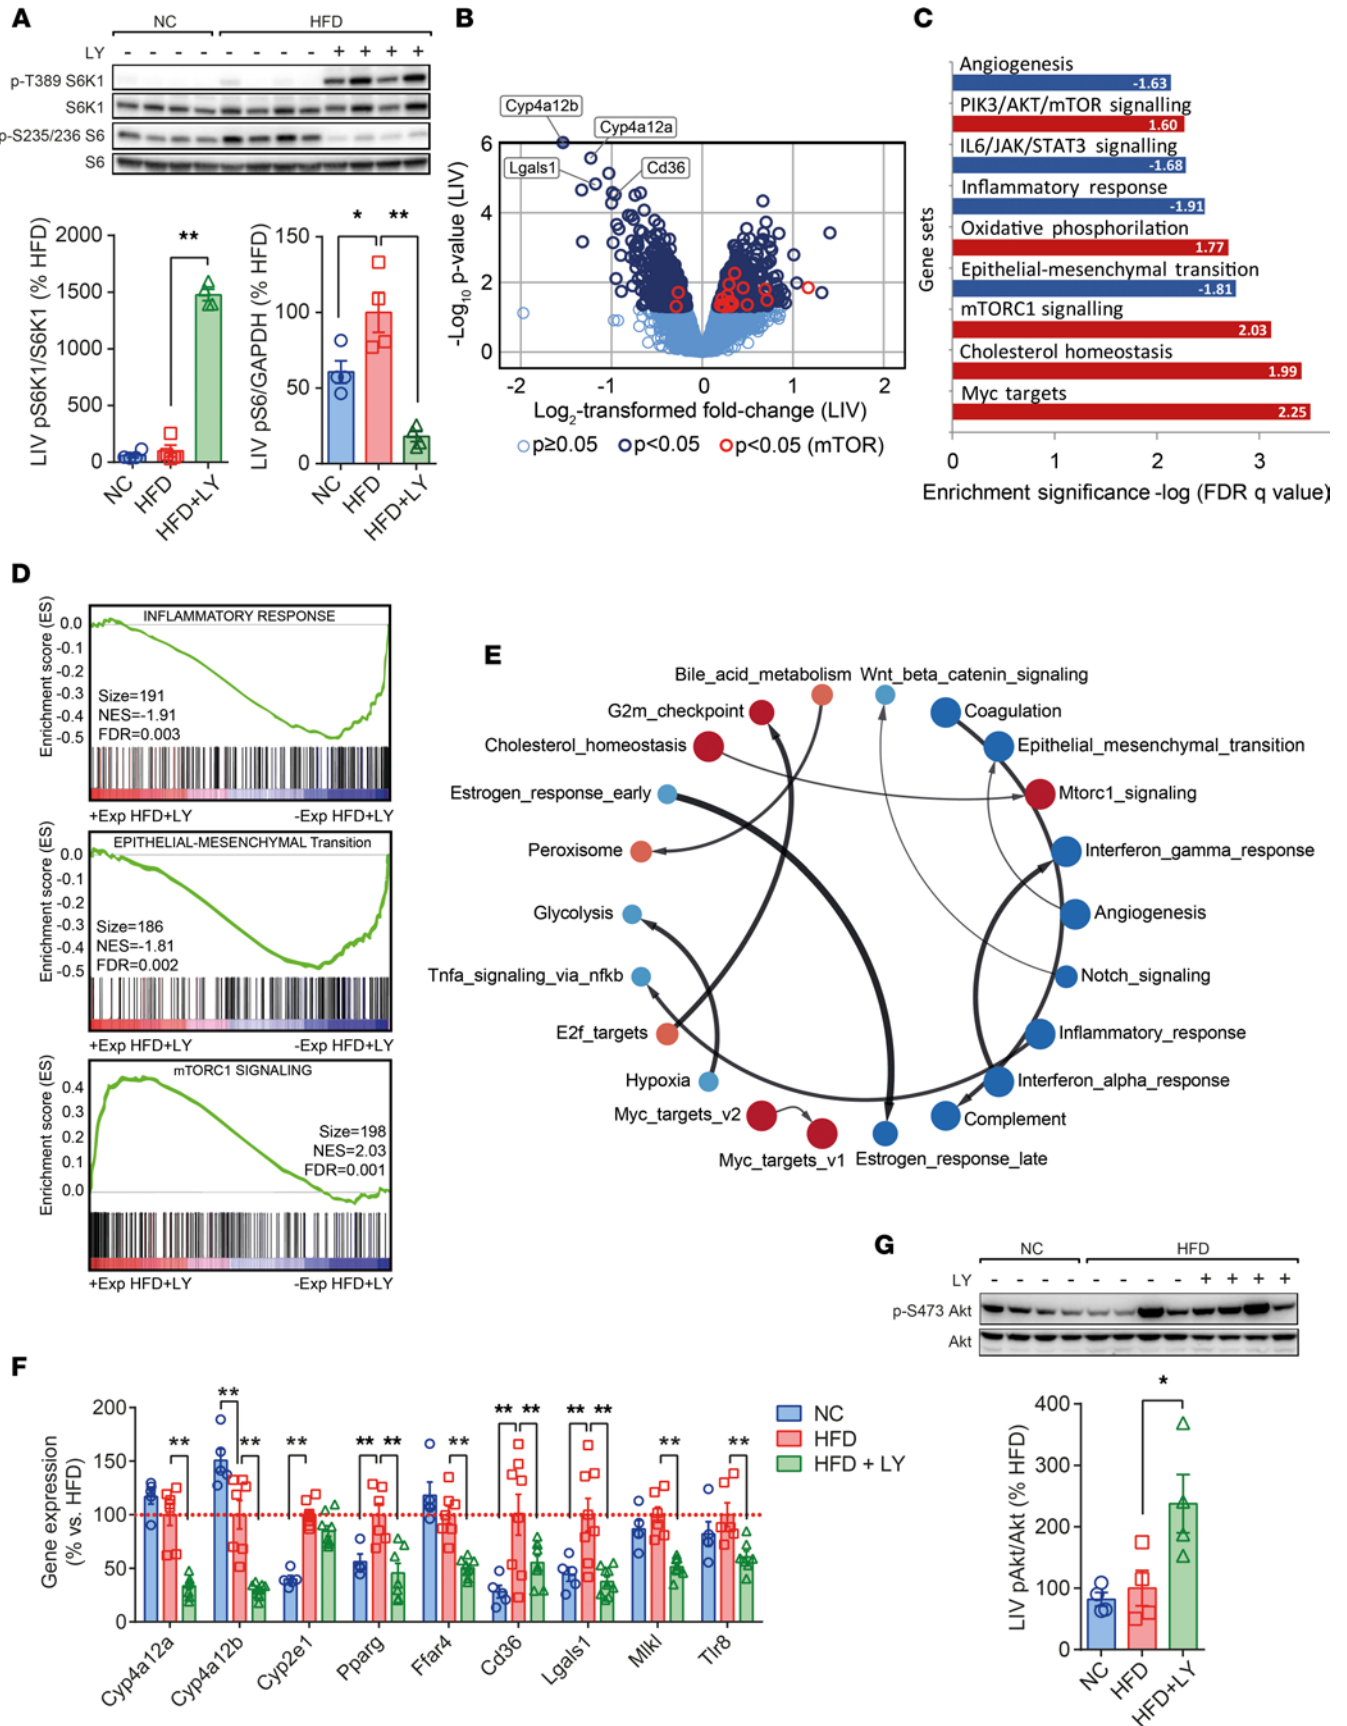 A
NC HFD
LY - - - - - - - - + + + +
p-T389 S6K1
S6K1
p-S235/236 S6
S6
LIV pS6K1/S6K1 (% HFD)
2000
1500
1000
500
0
**
NC
HFD
HFD+LY
LIV pS6/GAPDH (% HFD)
150
100
50
0
* **
NC
HFD
HFD+LY
B
Cyp4a12b
Cyp4a12a
Lgals1
Cd36
-Log10 p-value (LIV)
6
4
2
0
-2 -1 0 1 2
Log2-transformed fold-change (LIV)
p≥0.05 p<0.05 p<0.05 (mTOR)
C
Gene sets
Angiogenesis
-1.63
PIK3/AKT/mTOR signalling
1.60
IL6/JAK/STAT3 signalling
-1.68
Inflammatory response
-1.91
Oxidative phosphorilation
1.77
Epithelial-mesenchymal transition
-1.81
mTORC1 signalling
2.03
Cholesterol homeostasis
1.99
Myc targets
2.25
0 1 2 3
Enrichment significance -log (FDR q value)
D
Enrichment score (ES)
INFLAMMATORY RESPONSE
0.0
-0.1
-0.2
-0.3
-0.4
-0.5
Size=191
NES=-1.91
FDR=0.003
+Exp HFD+LY -Exp HFD+LY
Enrichment score (ES)
EPITHELIAL-MESENCHYMAL Transition
0.0
-0.1
-0.2
-0.3
-0.4
-0.5
Size=186
NES=-1.81
FDR=0.002
+Exp HFD+LY -Exp HFD+LY
Enrichment score (ES)
mTORC1 SIGNALING
0.4
0.3
0.2
0.1
0.0
Size=198
NES=2.03
FDR=0.001
+Exp HFD+LY -Exp HFD+LY
E
Bile_acid_metabolism Wnt_beta_catenin_signaling
G2m_checkpoint Coagulation
Cholesterol_homeostasis Epithelial_mesenchymal_transition
Estrogen_response_early Mtorc1_signaling
Peroxisome Interferon_gamma_response
Glycolysis Angiogenesis
Tnfa_signaling_via_nfkb Notch_signaling
E2f_targets Inflammatory_response
Hypoxia Interferon_alpha_response
Myc_targets_v2 Complement
Myc_targets_v1 Estrogen_response_late
F
Gene expression
(% vs. HFD)
200
150
100
50
0
** ** ** ** ** ** ** ** ** ** ** ** **
NC
HFD
HFD + LY
Cyp4a12a
Cyp4a12b
Cyp2e1
Pparg
Ffar4
Cd36
Lgals1
Mlkl
Tlr8
G
NC HFD
LY - - - - - - - - + + + +
p-S473 Akt
Akt
LIV pAkt/Akt (% HFD)
400
300
200
100
0
*
NC
HFD
HFD+LY